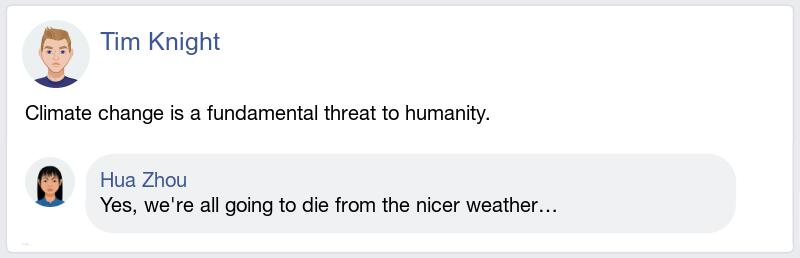 Tim Knight
Climate change is a fundamental threat to humanity.
Hua Zhou
Yes, we're all going to die from the nicer weather…